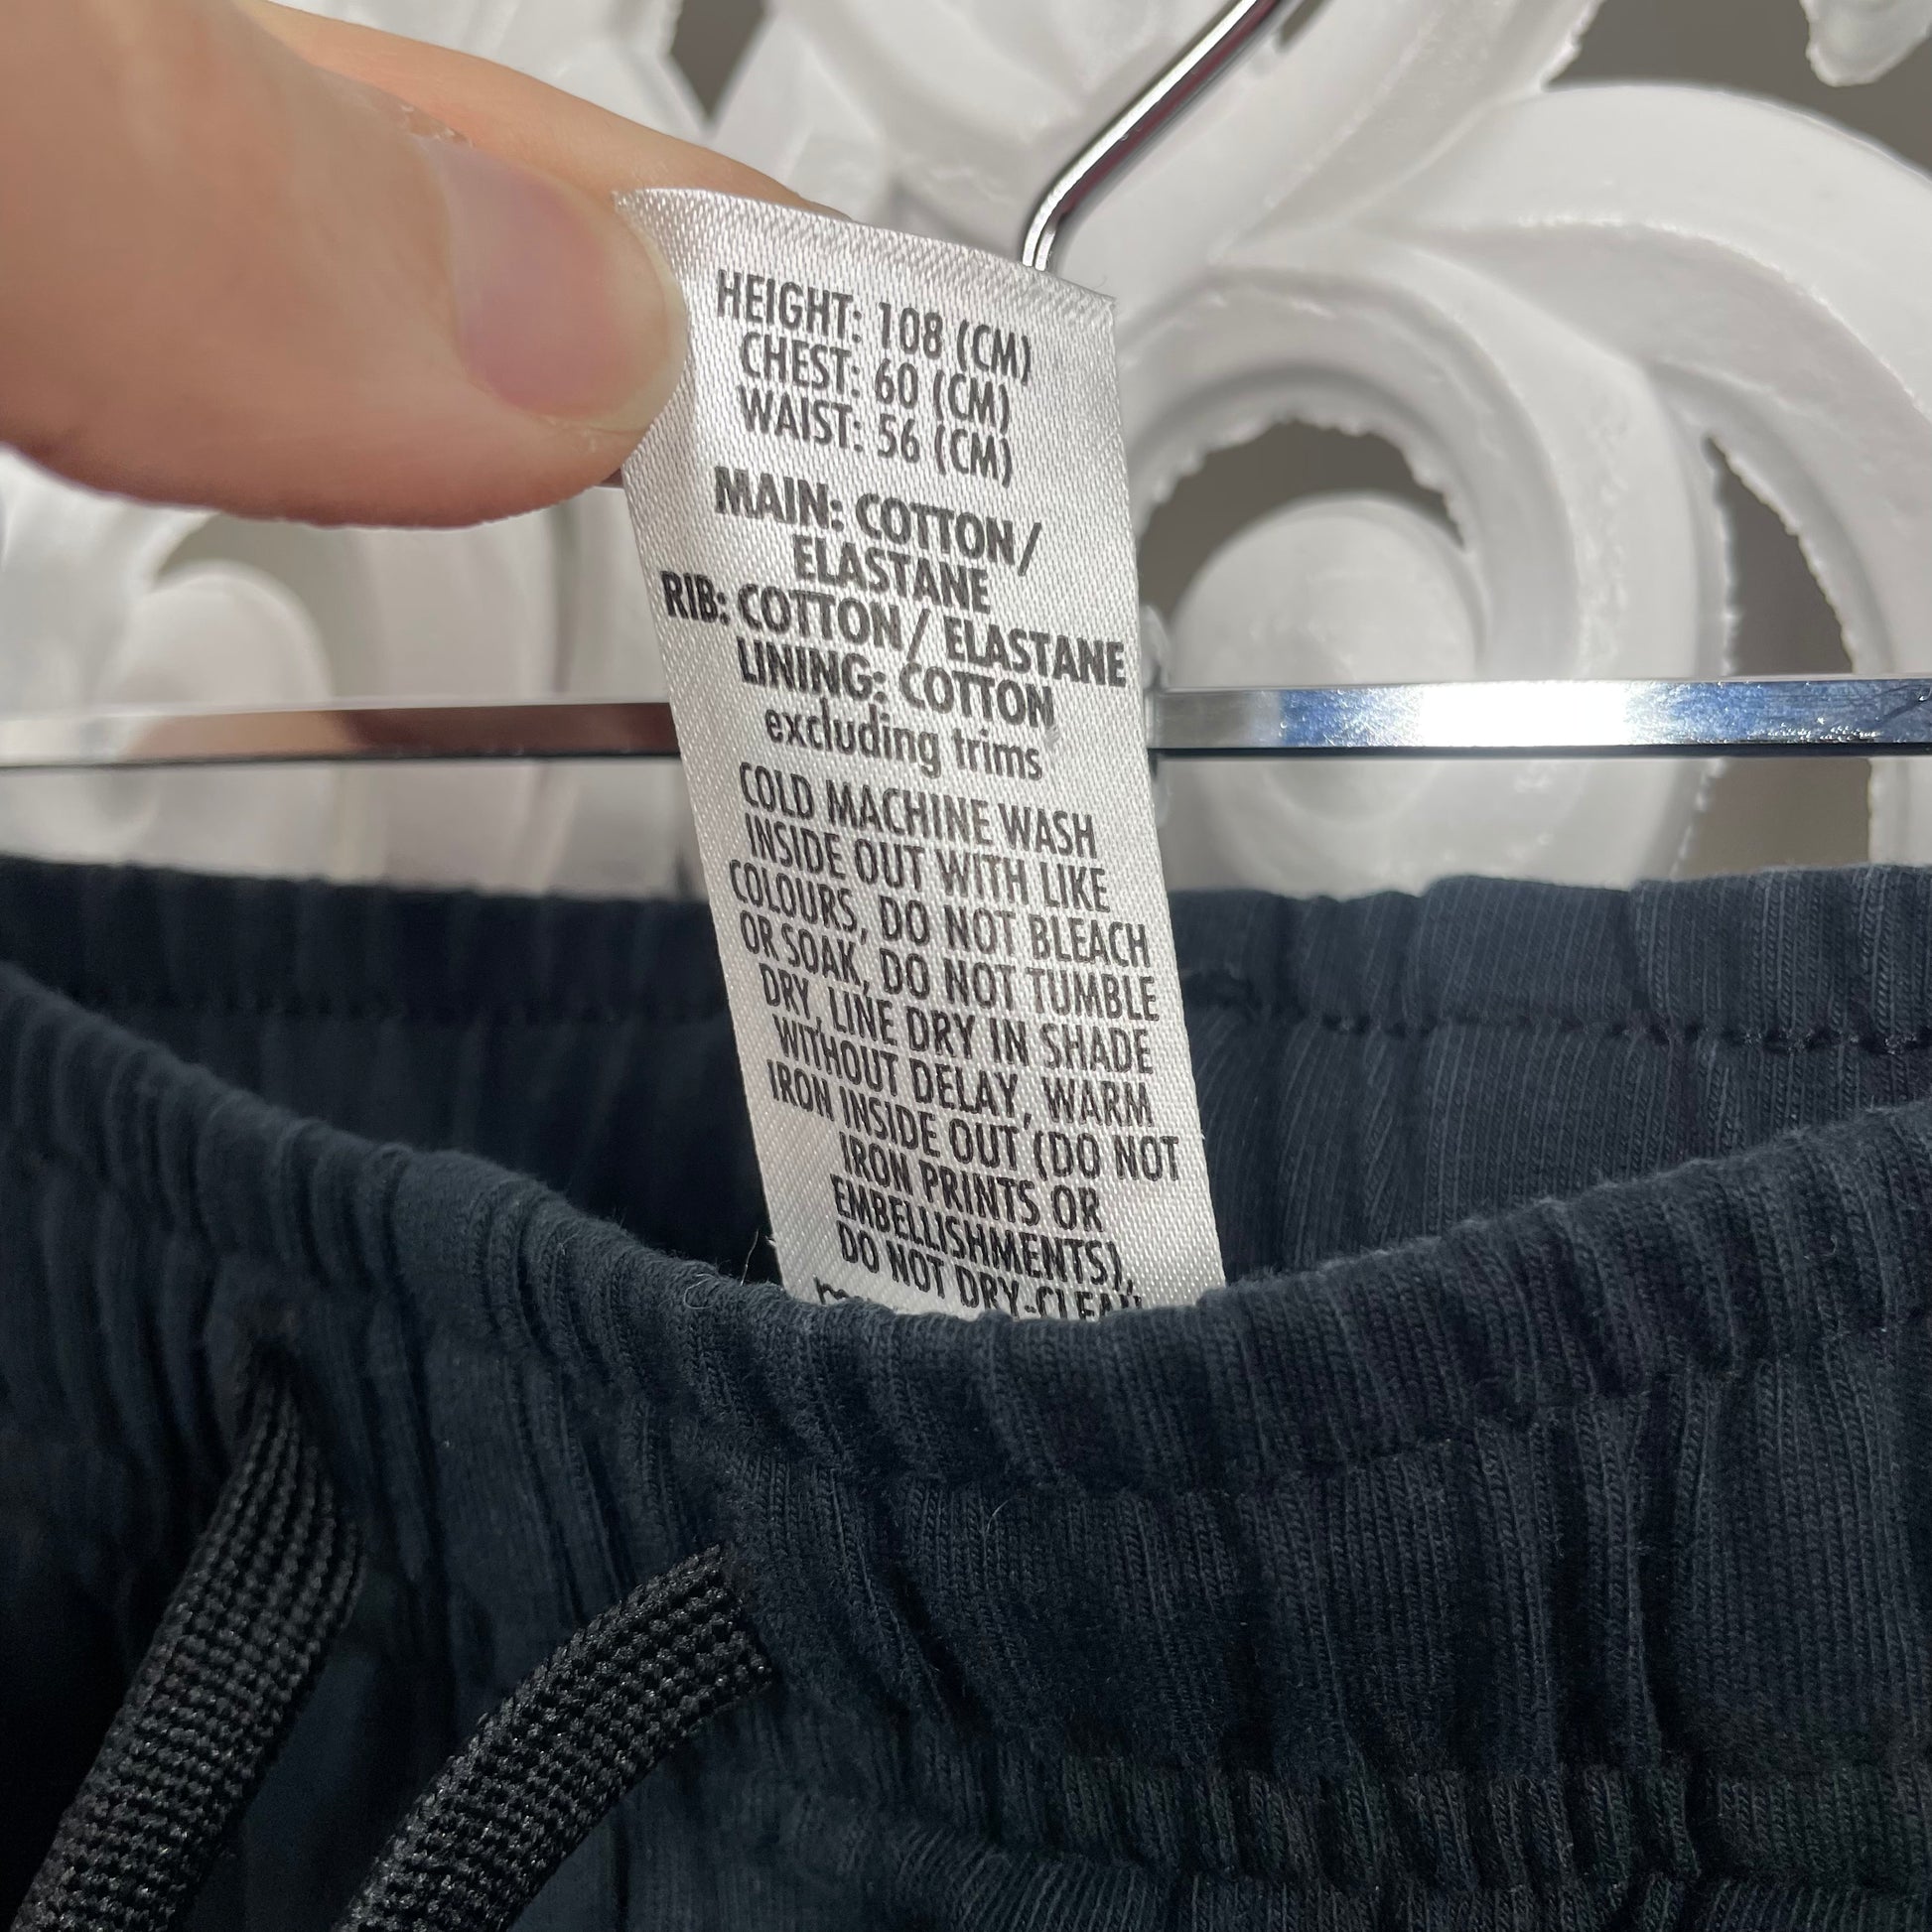 HEIGHT: 108 (CM)
CHEST: 60 (CM)
WAIST: 56 (CM)
MAIN: COTTON/
ELASTANE
RIB: COTTON/ ELASTANE
LINING: COTTON
excluding trims
COLD MACHINE WASH
INSIDE OUT WITH LIKE
COLOURS, DO NOT BLEACH
OR SOAK, DO NOT TUMBLE
DRY, LINE DRY IN SHADE
WITHOUT DELAY, WARM
IRON INSIDE OUT (DO NOT
IRON PRINTS OR
EMBELLISHMENTS),
DO NOT DRY-CLEAN